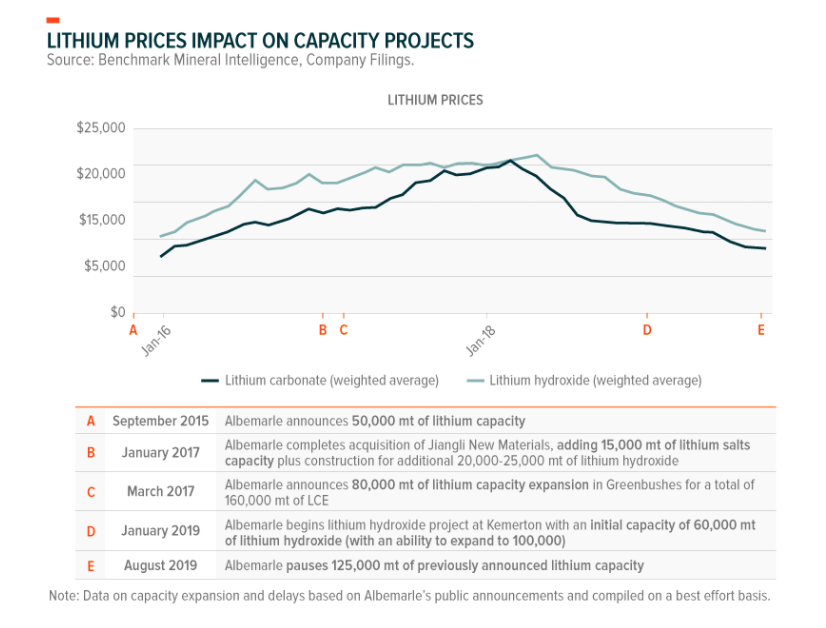 LITHIUM PRICES IMPACT ON CAPACITY PROJECTS
Source: Benchmark Mineral Intelligence, Company Filings.
LITHIUM PRICES
$25,000
$20,000
$15,000
$5,000
$0
A
Jan-16
B
C
Jan-18
D
E
Lithium carbonate (weighted average)
Lithium hydroxide (weighted average)
A September 2015 Albemarle announces 50,000 mt of lithium capacity
B January 2017 Albemarle completes acquisition of Jiangli New Materials, adding 15,000 mt of lithium salts
capacity plus construction for additional 20,000-25,000 mt of lithium hydroxide
C March 2017 Albemarle announces 80,000 mt of lithium capacity expansion in Greenbushes for a total of
160,000 mt of LCE
D January 2019 Albemarle begins lithium hydroxide project at Kemerton with an initial capacity of 60,000 mt
of lithium hydroxide (with an ability to expand to 100,000)
E August 2019 Albemarle pauses 125,000 mt of previously announced lithium capacity
Note: Data on capacity expansion and delays based on Albemarle's public announcements and compiled on a best effort basis.